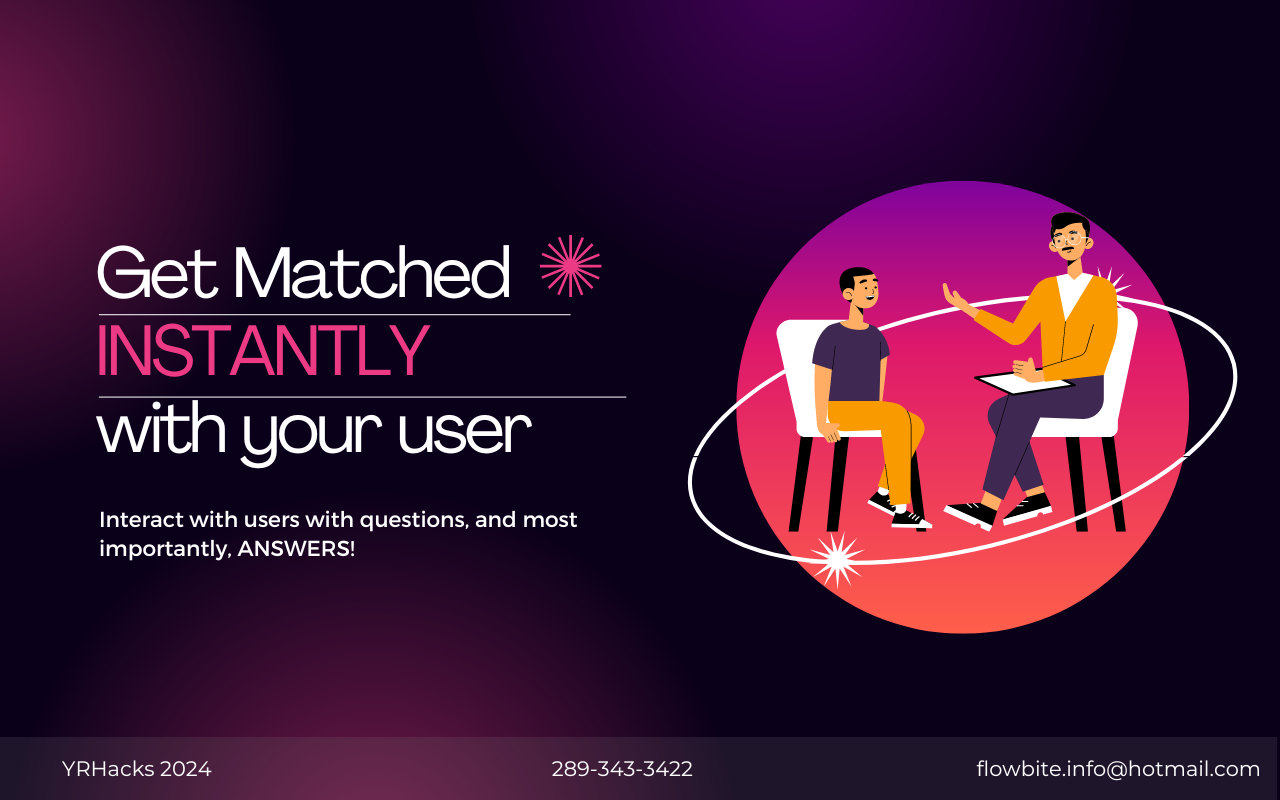 Get Matched
INSTANTLY
with your user
Interact with users with questions, and most
importantly, ANSWERS!
YRHacks 2024
289-343-3422
flowbite.info@hotmail.com